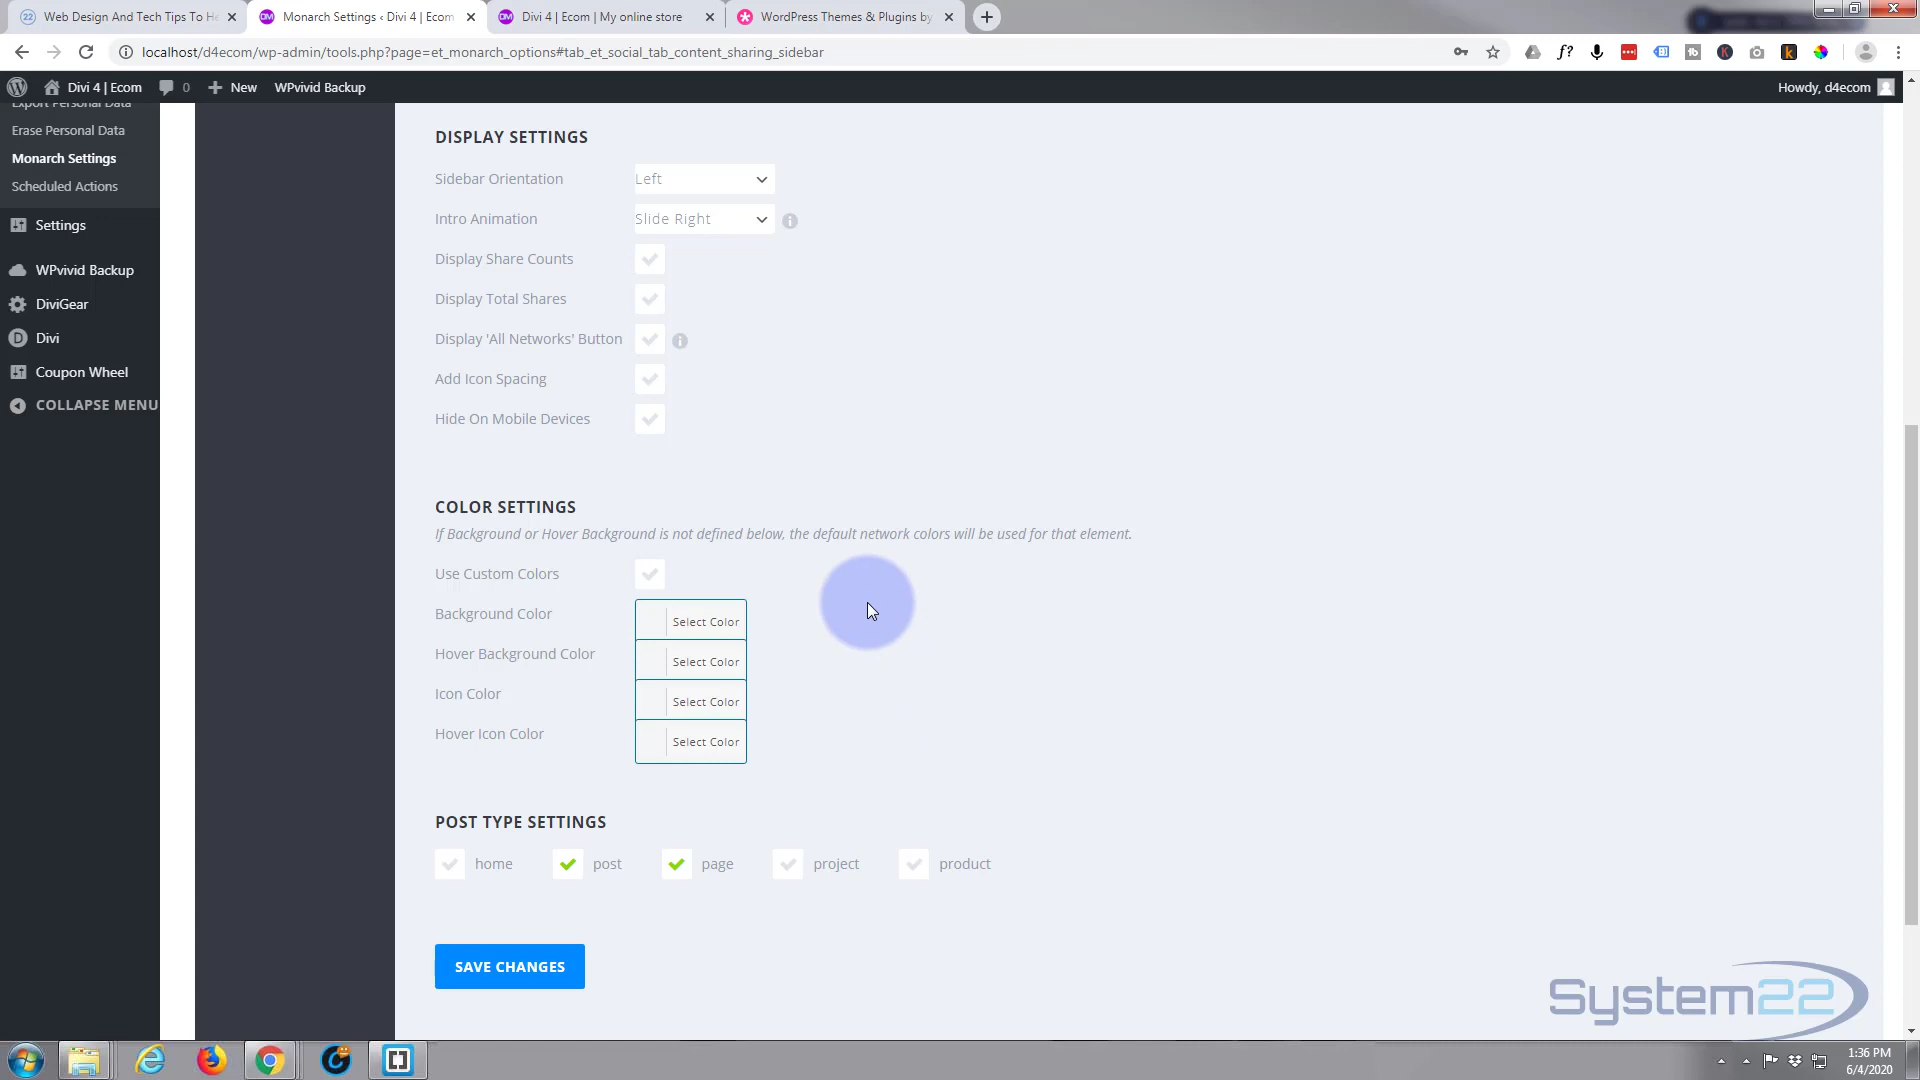 Web Design And Tech Tips To He
Monarch Settings ‹ Divi 4 | Ecom
Divi 4 | Ecom | My online store
WordPress Themes & Plugins by
localhost/d4ecom/wp-admin/tools.php?page=et_monarch_options#tab_et_social_tab_content_sharing_sidebar
Divi 4 | Ecom
0
New
WPvivid Backup
Howdy, d4ecom
Export Personal Data
Erase Personal Data
Monarch Settings
Scheduled Actions
Settings
WPvivid Backup
DiviGear
Divi
Coupon Wheel
COLLAPSE MENU
DISPLAY SETTINGS
Sidebar Orientation
Left
Intro Animation
Slide Right
Display Share Counts
Display Total Shares
Display 'All Networks' Button
Add Icon Spacing
Hide On Mobile Devices
COLOR SETTINGS
If Background or Hover Background is not defined below, the default network colors will be used for that element.
Use Custom Colors
Background Color
Select Color
Hover Background Color
Select Color
Icon Color
Select Color
Hover Icon Color
Select Color
POST TYPE SETTINGS
home
post
page
project
product
SAVE CHANGES
System22
1:36 PM
6/4/2020